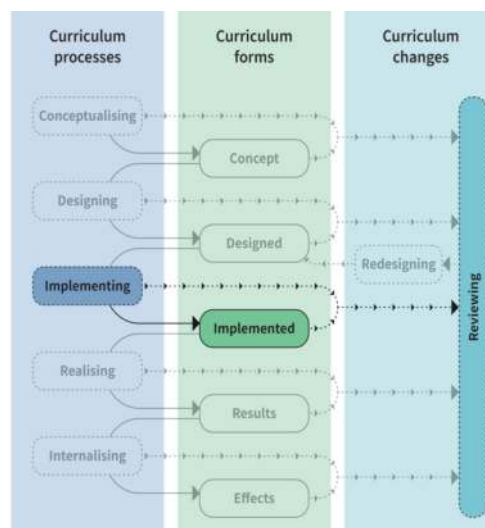 Curriculum
processes
Curriculum
forms
Curriculum
changes
Conceptualising
Concept
Designing
Designed
Redesigning
Implementing
Implemented
Reviewing
Realising
Results
Internalising
Effects